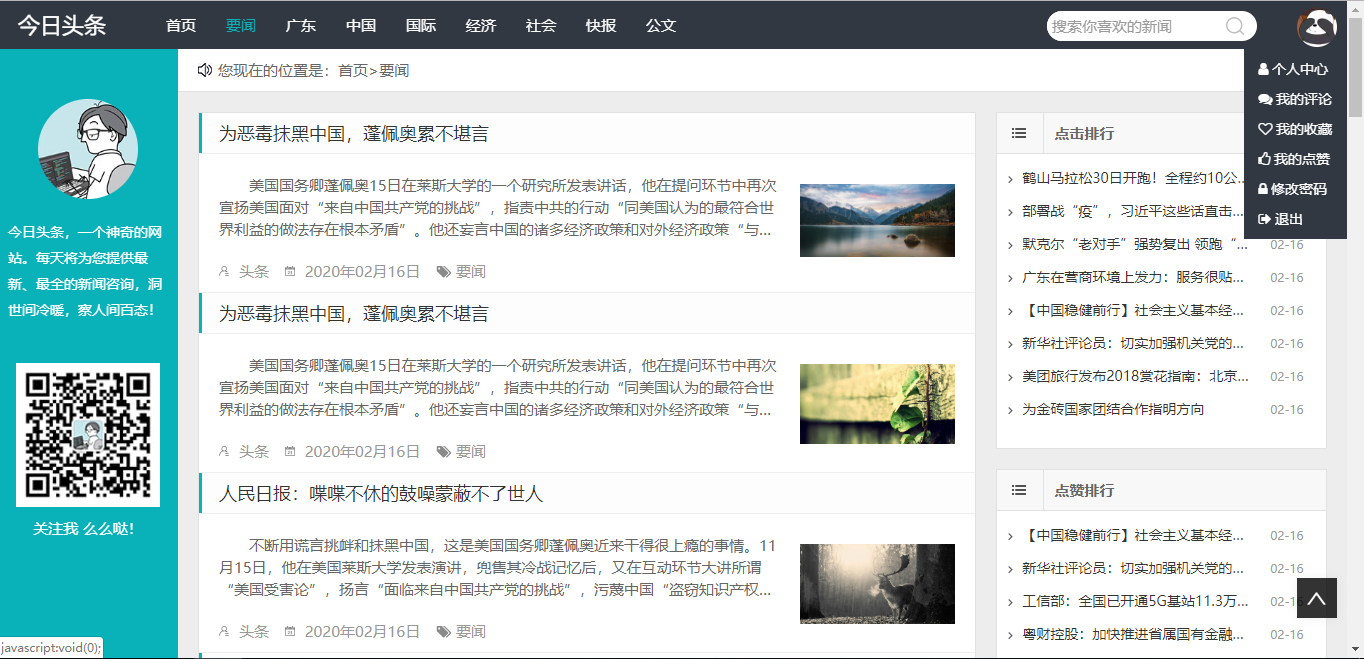 今日头条 首页 要闻 广东 中国 国际 经济 社会 快报 公文 搜索你喜欢的新闻
个人中心
我的评论
我的收藏
我的点赞
修改密码
退出
您现在的位置是：首页>要闻
今日头条，一个神奇的网
站。每天将为您提供最
新、最全的新闻咨询，洞
世间冷暖，察人间百态！
关注我 么么哒！
为恶毒抹黑中国，蓬佩奥累不堪言
美国国务卿蓬佩奥15日在莱斯大学的一个研究所发表讲话，他在提问环节中再次
宣扬美国面对“来自中国共产党的挑战”，指责中共的行动“同美国认为的最符合世
界利益的做法存在根本矛盾”。他还妄言中国的诸多经济政策和对外经济政策“与...
头条 2020年02月16日 要闻
为恶毒抹黑中国，蓬佩奥累不堪言
美国国务卿蓬佩奥15日在莱斯大学的一个研究所发表讲话，他在提问环节中再次
宣扬美国面对“来自中国共产党的挑战”，指责中共的行动“同美国认为的最符合世
界利益的做法存在根本矛盾”。他还妄言中国的诸多经济政策和对外经济政策“与...
头条 2020年02月16日 要闻
人民日报：喋喋不休的鼓噪蒙蔽不了世人
不断用谎言挑衅和抹黑中国，这是美国国务卿蓬佩奥近来干得很上瘾的事情。11
月15日，他在美国莱斯大学发表演讲，兜售其冷战记忆后，又在互动环节大讲所谓
“美国受害论”，扬言“面临来自中国共产党的挑战”，污蔑中国“盗窃知识产权...
头条 2020年02月16日 要闻
点击排行
鹤山马拉松30日开跑！全程约10公...
部署战“疫”，习近平这些话直击...
默克尔“老对手”强势复出 领跑“... 02-16
广东在营商环境上发力：服务很贴... 02-16
【中国稳健前行】社会主义基本经... 02-16
新华社评论员：切实加强机关党的... 02-16
美团旅行发布2018赏花指南：北京... 02-16
为金砖国家团结合作指明方向 02-16
点赞排行
【中国稳健前行】社会主义基本经... 02-16
新华社评论员：切实加强机关党的... 02-16
工信部：全国已开通5G基站11.3万... 02-16
粤财控股：加快推进省属国有金融... 02-16
javascript:void(0);